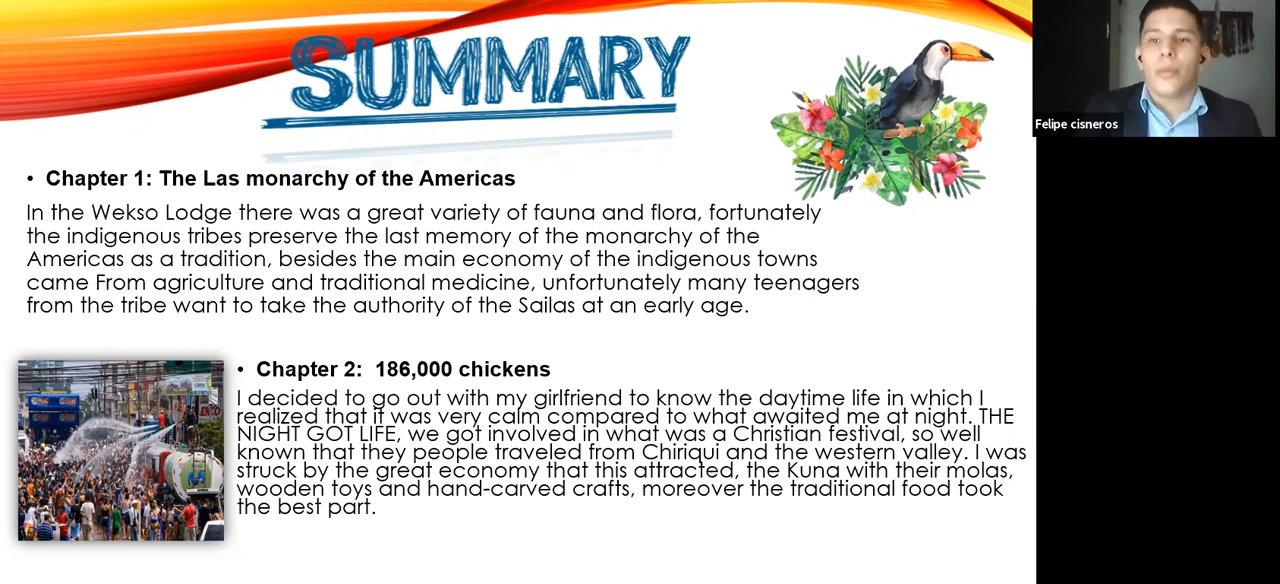 SUMMARY
Felipe cisneros
• Chapter 1: The Las monarchy of the Americas
In the Wekso Lodge there was a great variety of fauna and flora, fortunately
the indigenous tribes preserve the last memory of the monarchy of the
Americas as a tradition, besides the main economy of the indigenous towns
came From agriculture and traditional medicine, unfortunately many teenagers
from the tribe want to take the authority of the Sailas at an early age.
• Chapter 2: 186,000 chickens
I decided to go out with my girlfriend to know the daytime life in which I
realized that it was very calm compared to what awaited me at night. THE
NIGHT GOT LIFE, we got involved in what was a Christian festival, so well
known that they people traveled from Chiriqui and the western valley. I was
struck by the great economy that this attracted, the Kuna with their molas,
wooden toys and hand-carved crafts, moreover the traditional food took
the best part.